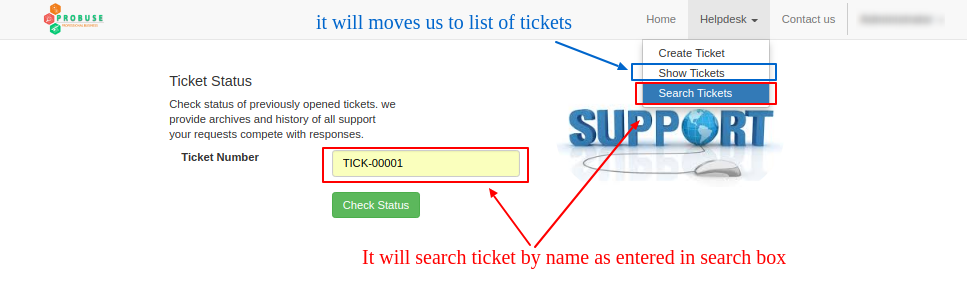 PROBUSE
it will moves us to list of tickets
Home
Helpdesk
Contact us
Create Ticket
Show Tickets
Search Tickets
Ticket Status
Check status of previously opened tickets. we
provide archives and history of all support
your requests compete with responses.
SUPPORT
Ticket Number
TICK-00001
Check Status
It will search ticket by name as entered in search box